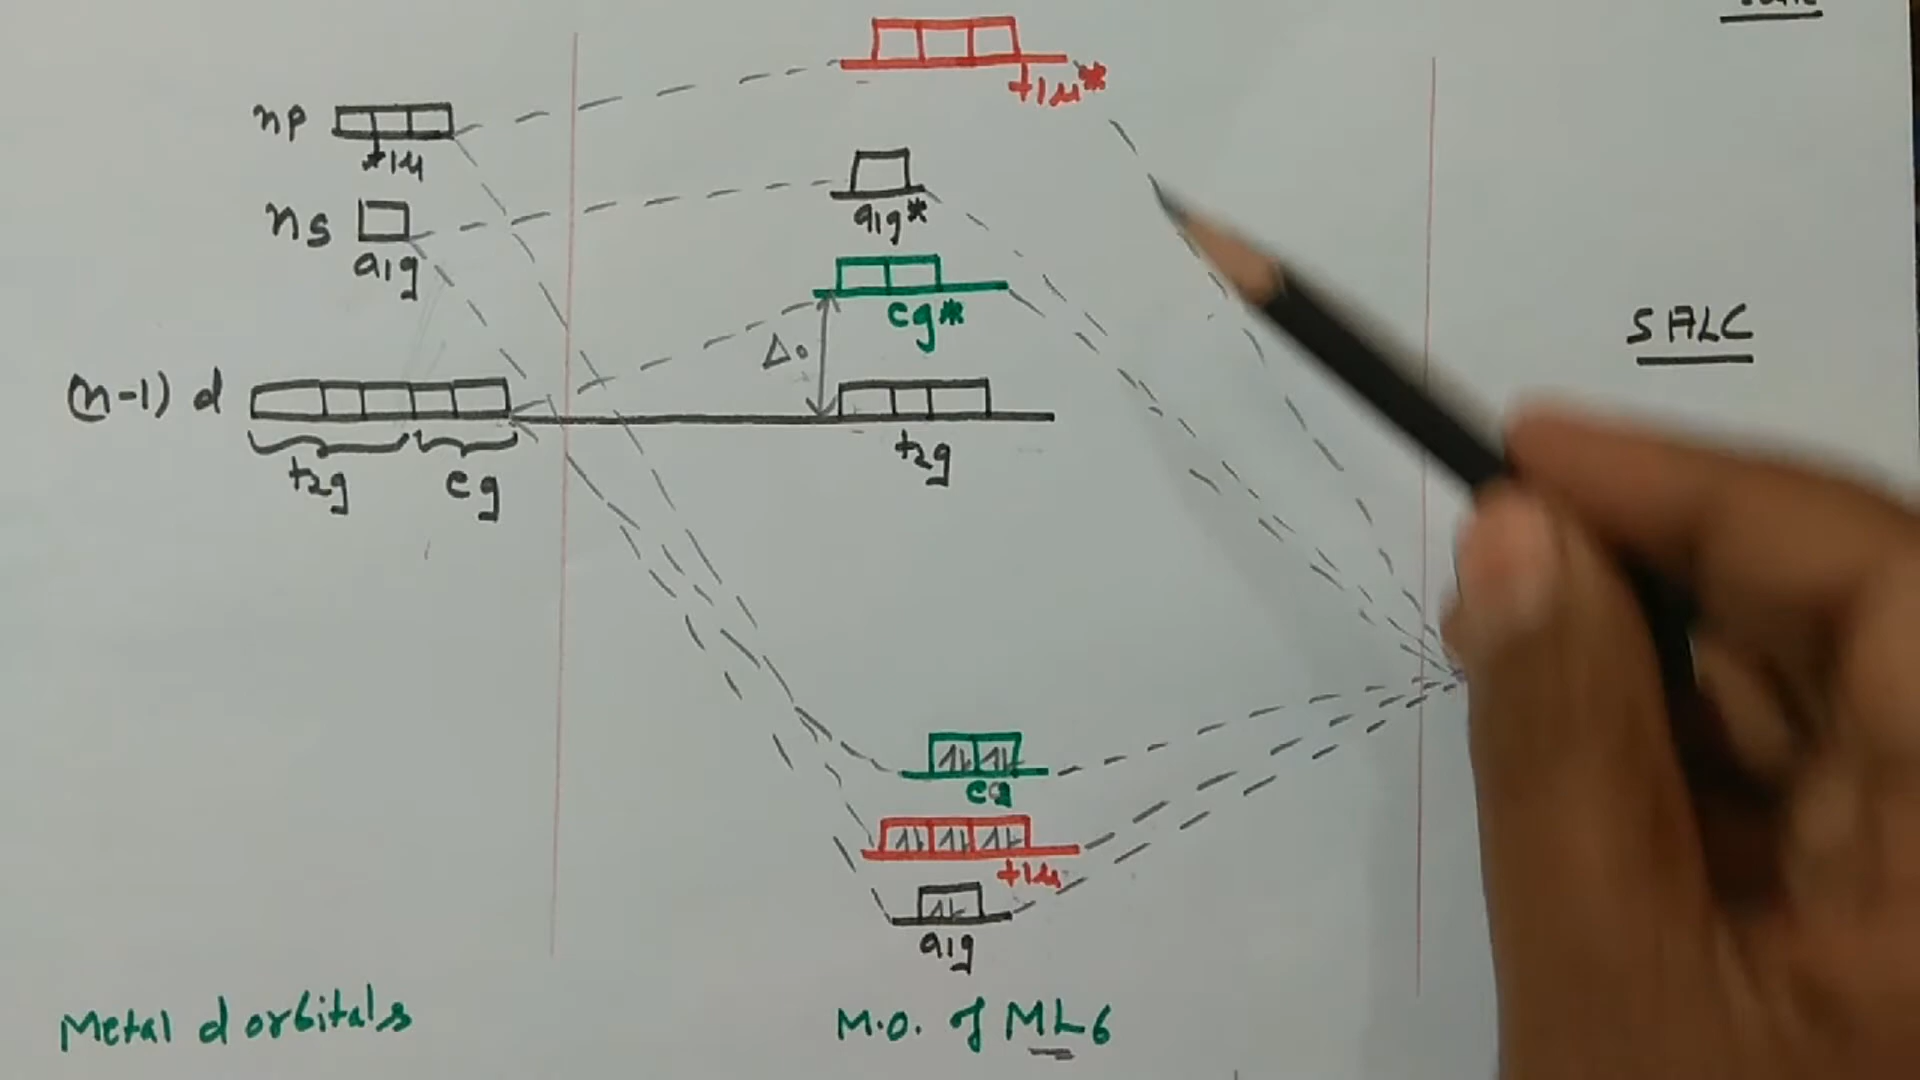 t1u*
np
t1u
a1g*
ns
a1g
eg*
Δo
SALC
(n-1) d
t2g
t2g eg
eg
t1u
a1g
Metal d orbitals
M.O. of ML6